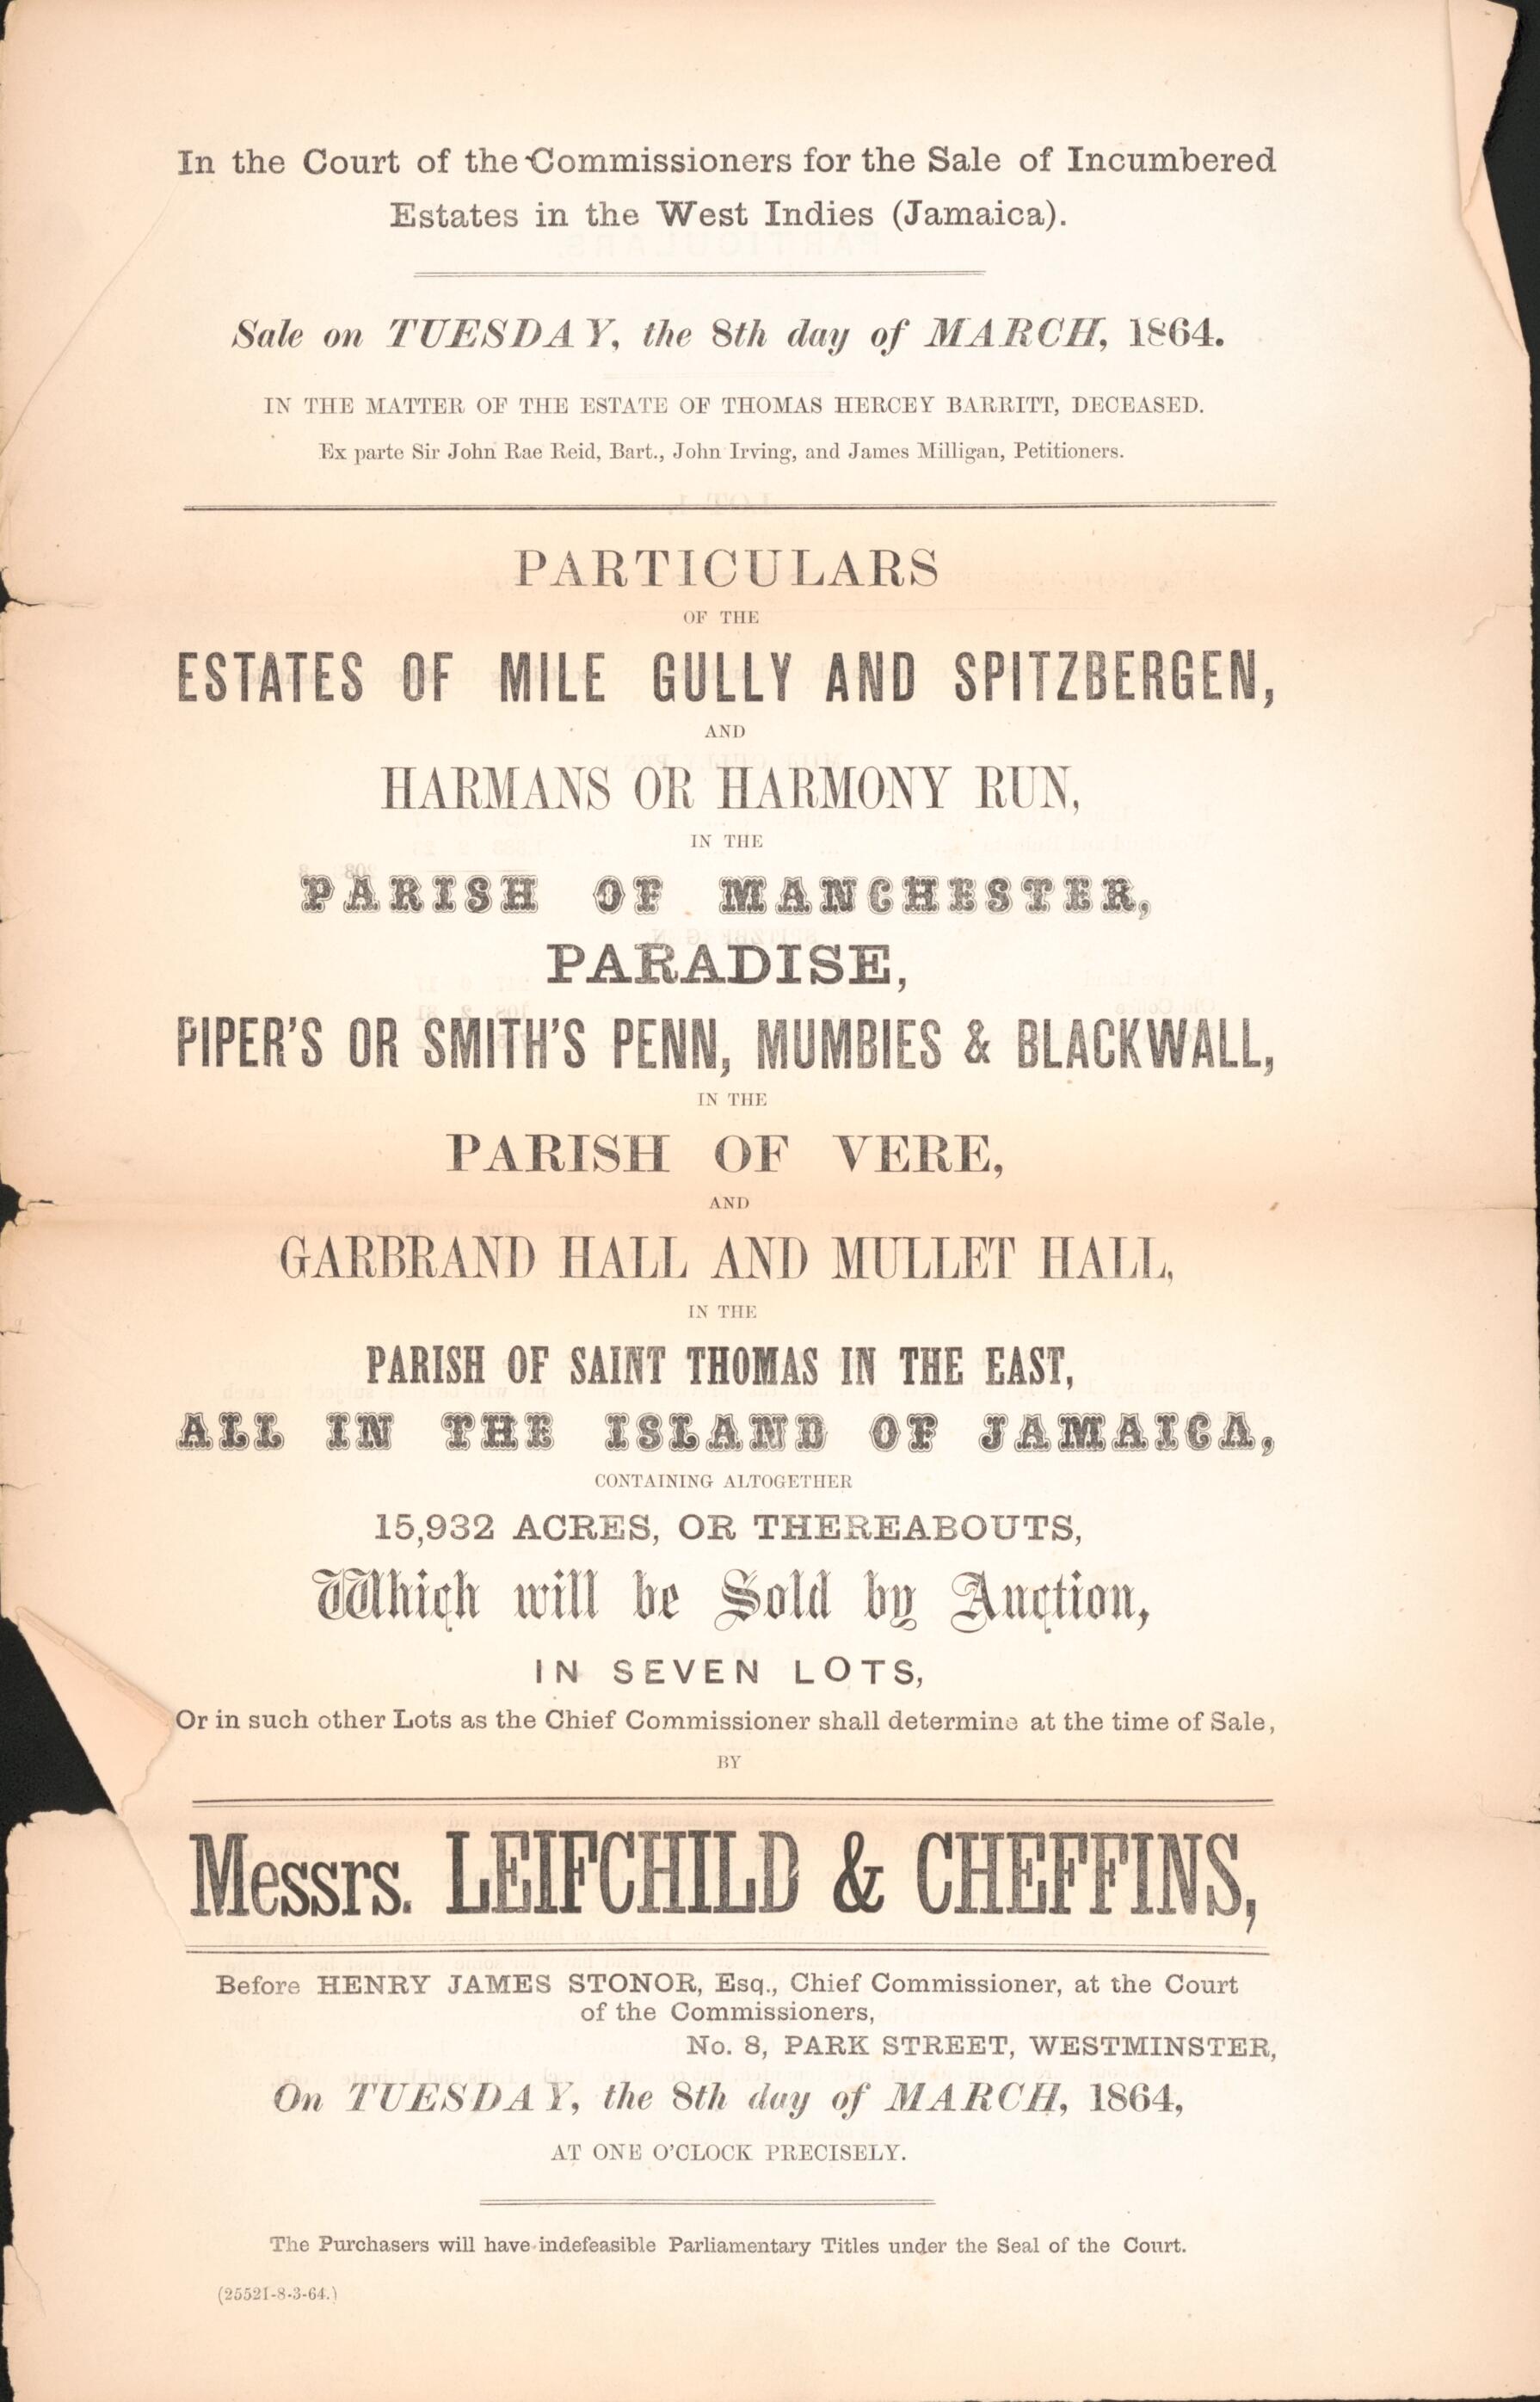 In the Court of the Commissioners for the Sale of Incumbered
Estates in the West Indies (Jamaica).
Sale on TUESDAY, the 8th day of MARCH, 1864.
IN THE MATTER OF THE ESTATE OF THOMAS HERCEY BARRITT, DECEASED.
Ex parte Sir John Rae Reid, Bart., John Irving, and James Milligan, Petitioners.
PARTICULARS
OF THE
ESTATES OF MILE GULLY AND SPITZBERGEN,
AND
HARMANS OR HARMONY RUN,
IN THE
PARISH OF MANCHESTER,
PARADISE,
PIPER'S OR SMITH'S PENN, MUMBIES & BLACKWALL,
IN THE
PARISH OF VERE,
AND
GARBRAND HALL AND MULLET HALL,
IN THE
PARISH OF SAINT THOMAS IN THE EAST,
ALL IN THE ISLAND OF JAMAICA,
CONTAINING ALTOGETHER
15,932 ACRES, OR THEREABOUTS,
Which will be Sold by Auction,
IN SEVEN LOTS,
Or in such other Lots as the Chief Commissioner shall determine at the time of Sale,
BY
Messrs. LEIFCHILD & CHEFFINS,
Before HENRY JAMES STONOR, Esq., Chief Commissioner, at the Court
of the Commissioners,
No. 8, PARK STREET, WESTMINSTER,
On TUESDAY, the 8th day of MARCH, 1864,
AT ONE O'CLOCK PRECISELY.
The Purchasers will have indefeasible Parliamentary Titles under the Seal of the Court.
(25521-8-3-64.)